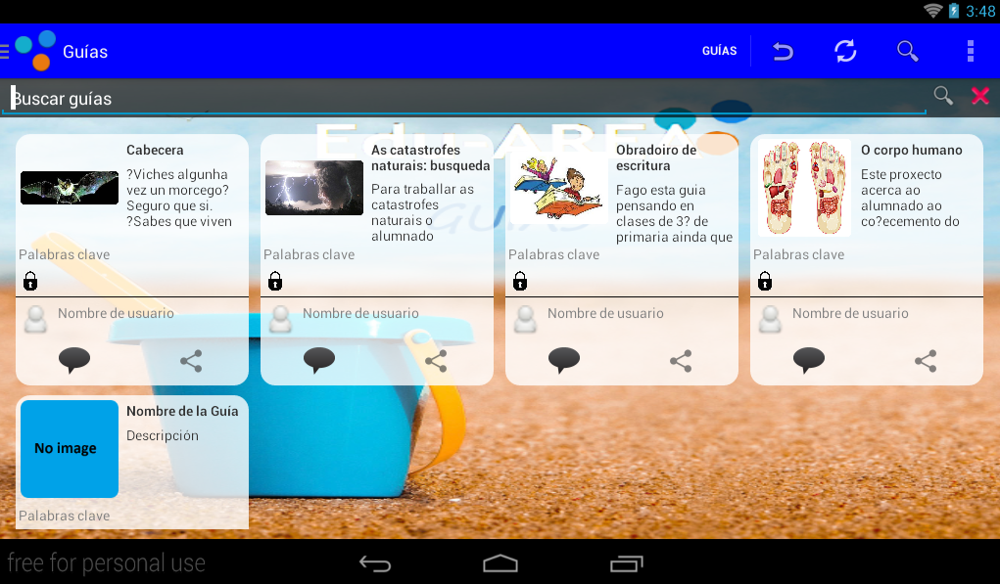 3:48
Guías
GUÍAS
Buscar guías
Edu-AREA
GUÍAS
Cabecera
?Viches algunha
vez un morcego?
Seguro que si.
?Sabes que viven
Palabras clave
Nombre de usuario
As catastrofes
naturais: busqueda
Para traballar as
catastrofes
naturais o
alumnado
Palabras clave
Nombre de usuario
Obradoiro de
escritura
Fago esta guia
pensando en
clases de 3? de
primaria ainda que
Palabras clave
Nombre de usuario
O corpo humano
Este proxecto
acerca ao
alumnado ao
co?ecemento do
Palabras clave
Nombre de usuario
No image
Nombre de la Guía
Descripción
Palabras clave
free for personal use